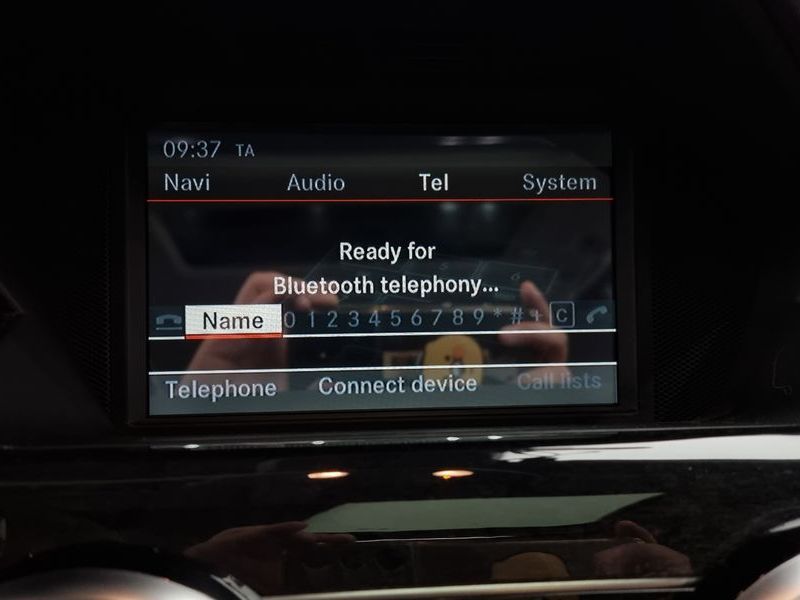 09:37 TA
Navi Audio Tel System
Ready for
Bluetooth telephony...
Name 0 1 2 3 4 5 6 7 8 9 * # + C
Telephone Connect device Call lists